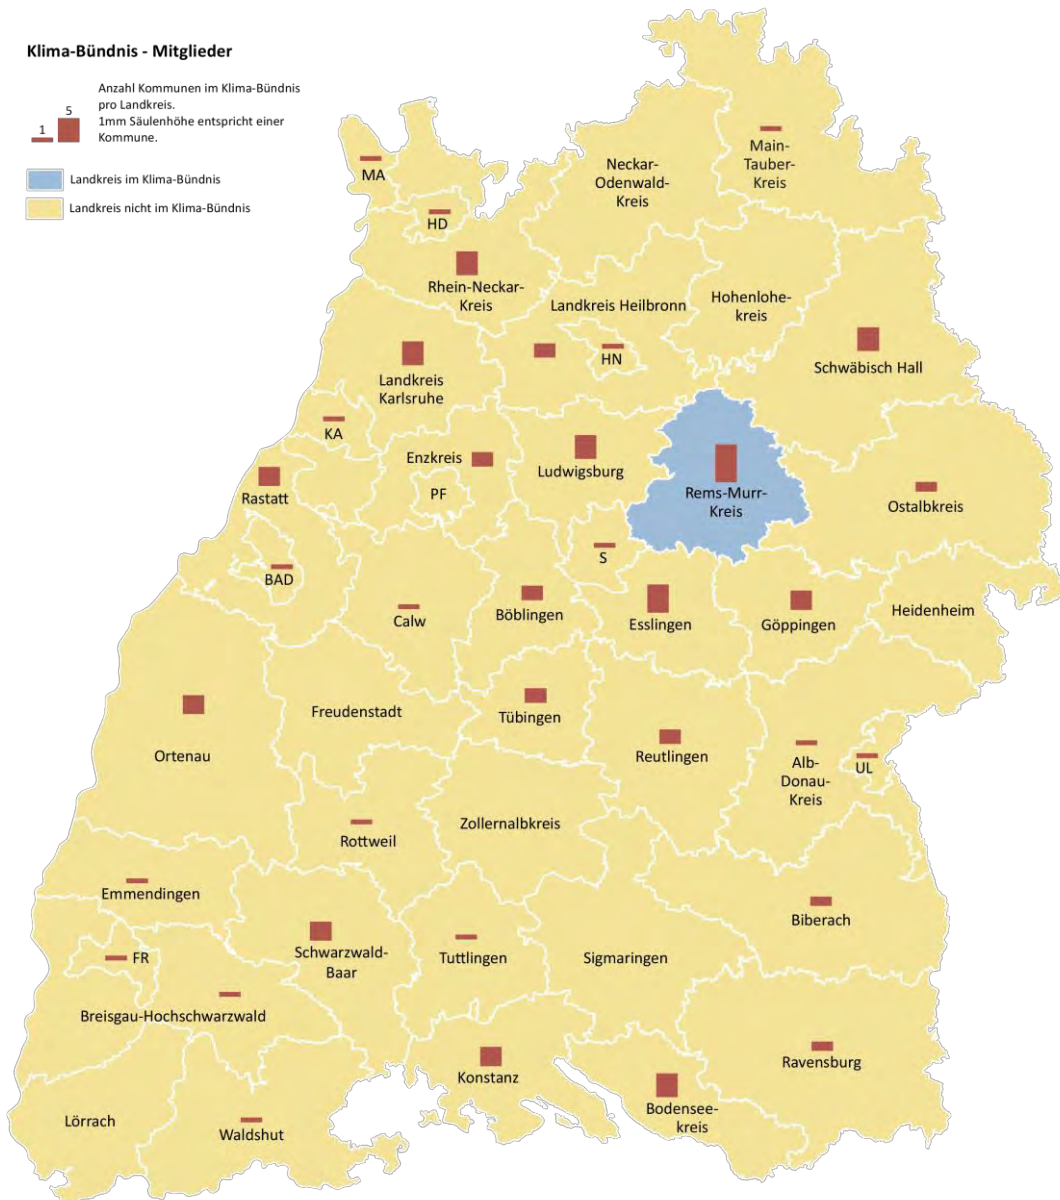 Klima-Bündnis - Mitglieder
Anzahl Kommunen im Klima-Bündnis
pro Landkreis.
1mm Säulenhöhe entspricht einer
Kommune.
1
5
Landkreis im Klima-Bündnis
Landkreis nicht im Klima-Bündnis
MA
HD
Neckar-
Odenwald-
Kreis
Main-
Tauber-
Kreis
Rhein-Neckar-
Kreis
Landkreis Heilbronn
Hohenlohe-
kreis
HN
Schwäbisch Hall
Landkreis
Karlsruhe
KA
Enzkreis
PF
Ludwigsburg
Rems-Murr-
Kreis
Ostalbkreis
Rastatt
BAD
S
Calw
Böblingen
Esslingen
Göppingen
Heidenheim
Freudenstadt
Tübingen
Ortenau
Reutlingen
Alb-
Donau-
Kreis
UL
Rottweil
Zollernalbkreis
Emmendingen
Biberach
FR
Schwarzwald-
Baar
Tuttlingen
Sigmaringen
Breisgau-Hochschwarzwald
Konstanz
Ravensburg
Lörrach
Waldshut
Bodensee-
kreis